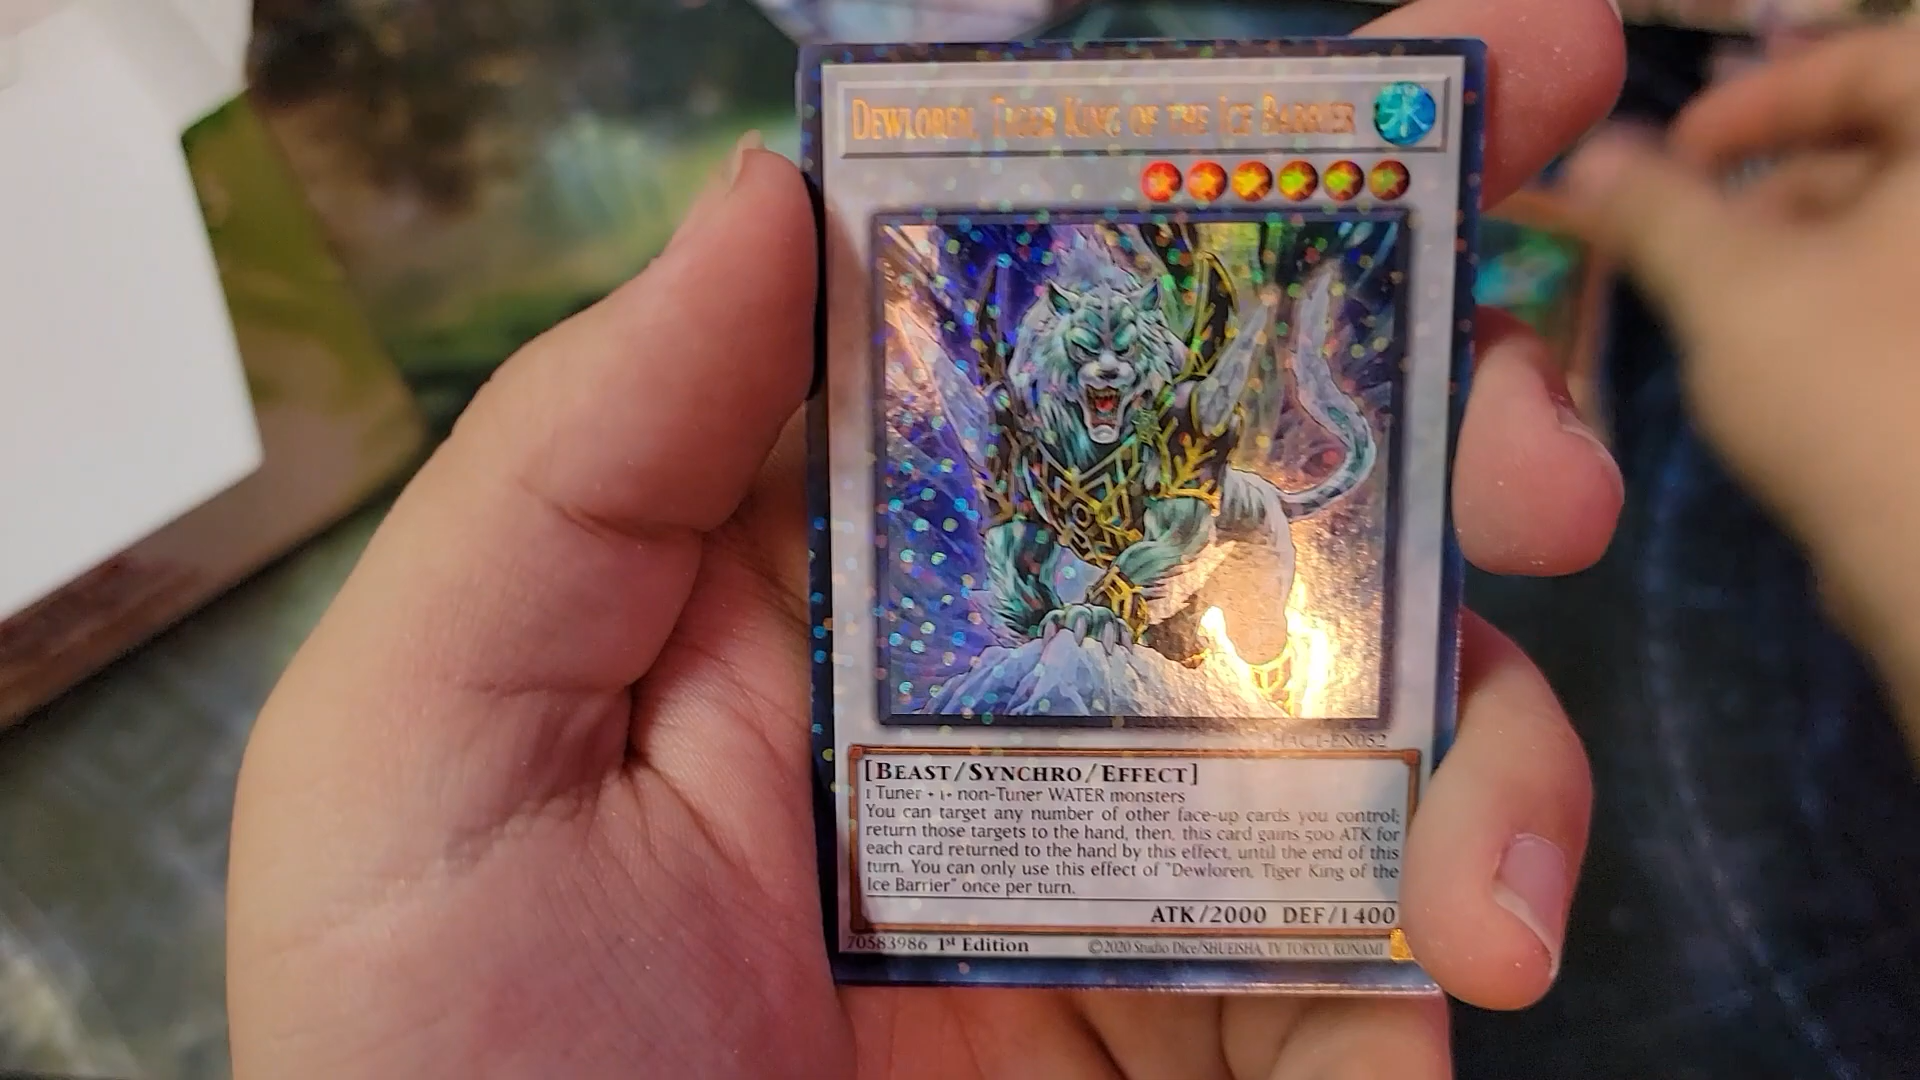 Dewloren, Tiger King of the Ice Barrier
水
HAC1-EN052
[Beast/Synchro/Effect]
1 Tuner + 1+ non-Tuner WATER monsters
You can target any number of other face-up cards you control;
return those targets to the hand, then, this card gains 500 ATK for
each card returned to the hand by this effect, until the end of this
turn. You can only use this effect of "Dewloren, Tiger King of the
Ice Barrier" once per turn.
ATK/2000 DEF/1400
70583986 1st Edition ©2020 Studio Dice/SHUEISHA, TV TOKYO, KONAMI